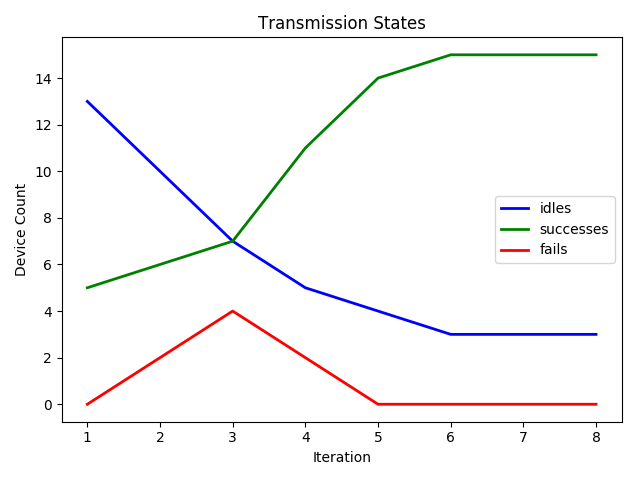 Transmission States
Device Count
14
12
10
8
6
4
2
0
idles
successes
fails
1 2 3 4 5 6 7 8
Iteration